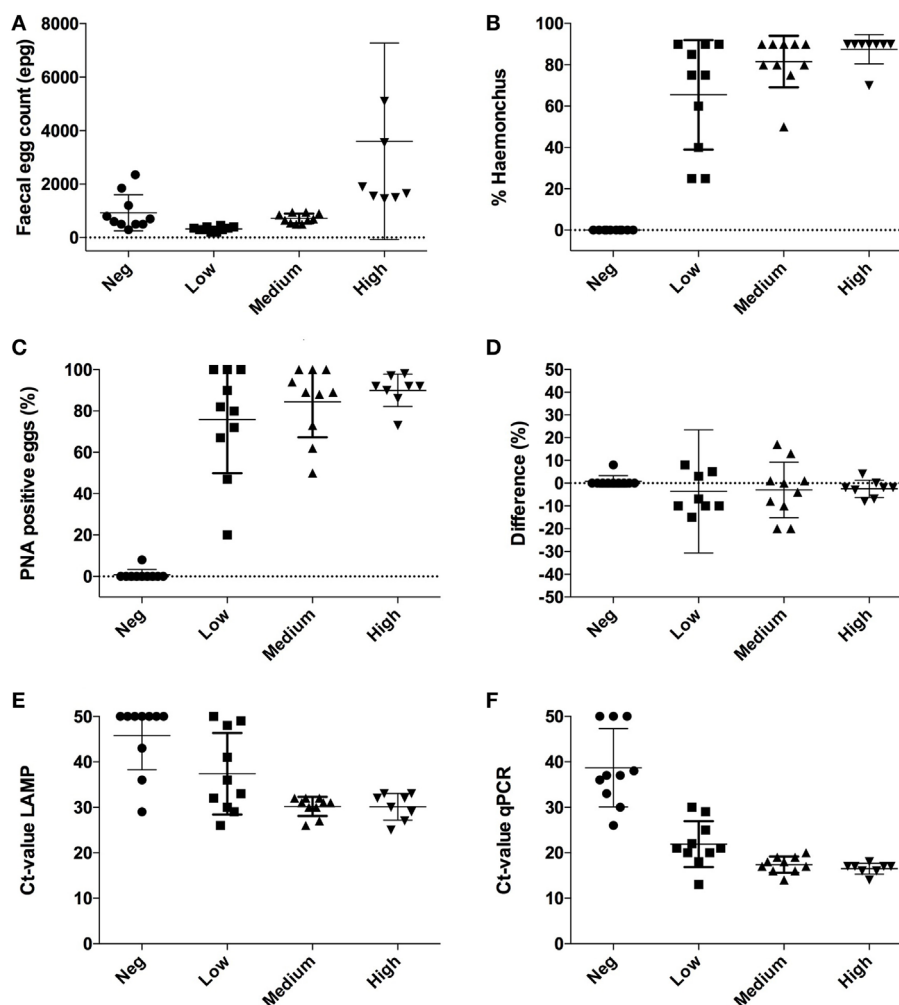 A
Faecal egg count (epg)
8000
6000
4000
2000
0
Neg
Low
Medium
High
B
% Haemonchus
100
80
60
40
20
0
Neg
Low
Medium
High
C
PNA positive eggs (%)
100
80
60
40
20
0
Neg
Low
Medium
High
D
Difference (%)
50
40
30
20
10
0
-10
-20
-30
-40
-50
Neg
Low
Medium
High
E
Ct-value LAMP
50
40
30
20
10
0
Neg
Low
Medium
High
F
Ct-value qPCR
50
40
30
20
10
0
Neg
Low
Medium
High